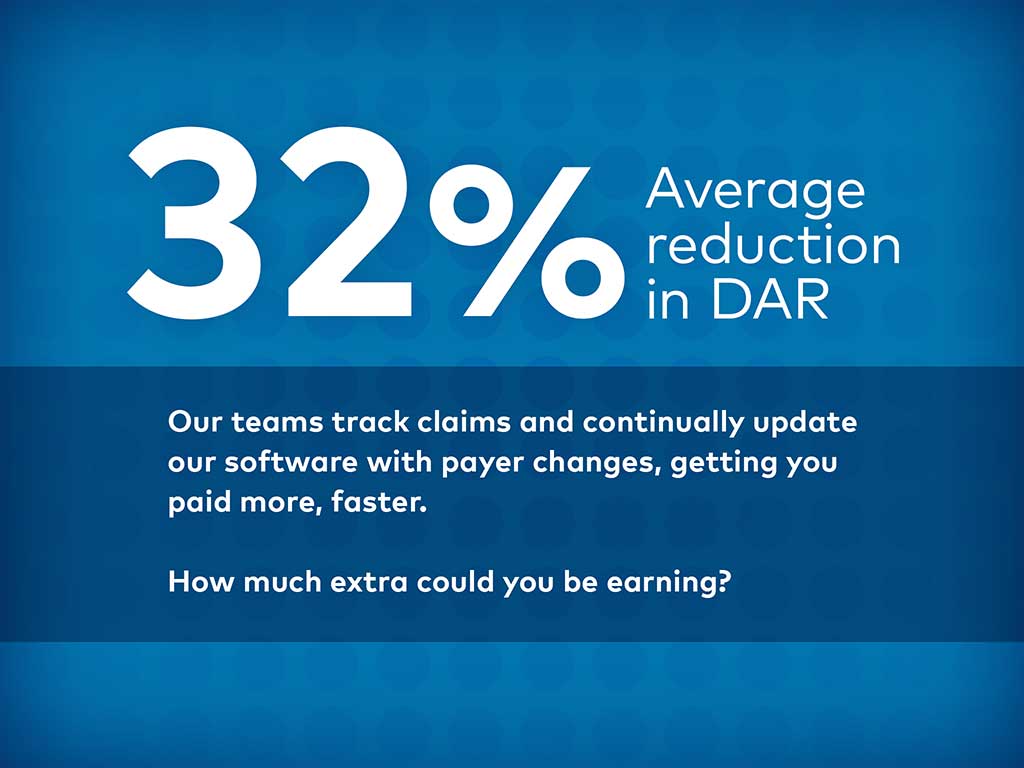 32% Average
reduction
in DAR
Our teams track claims and continually update
our software with payer changes, getting you
paid more, faster.
How much extra could you be earning?